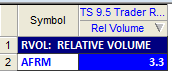 TS 9.5 Trader R...
Symbol Rel Volume
1 RVOL: RELATIVE VOLUME
2 AFRM 3.3